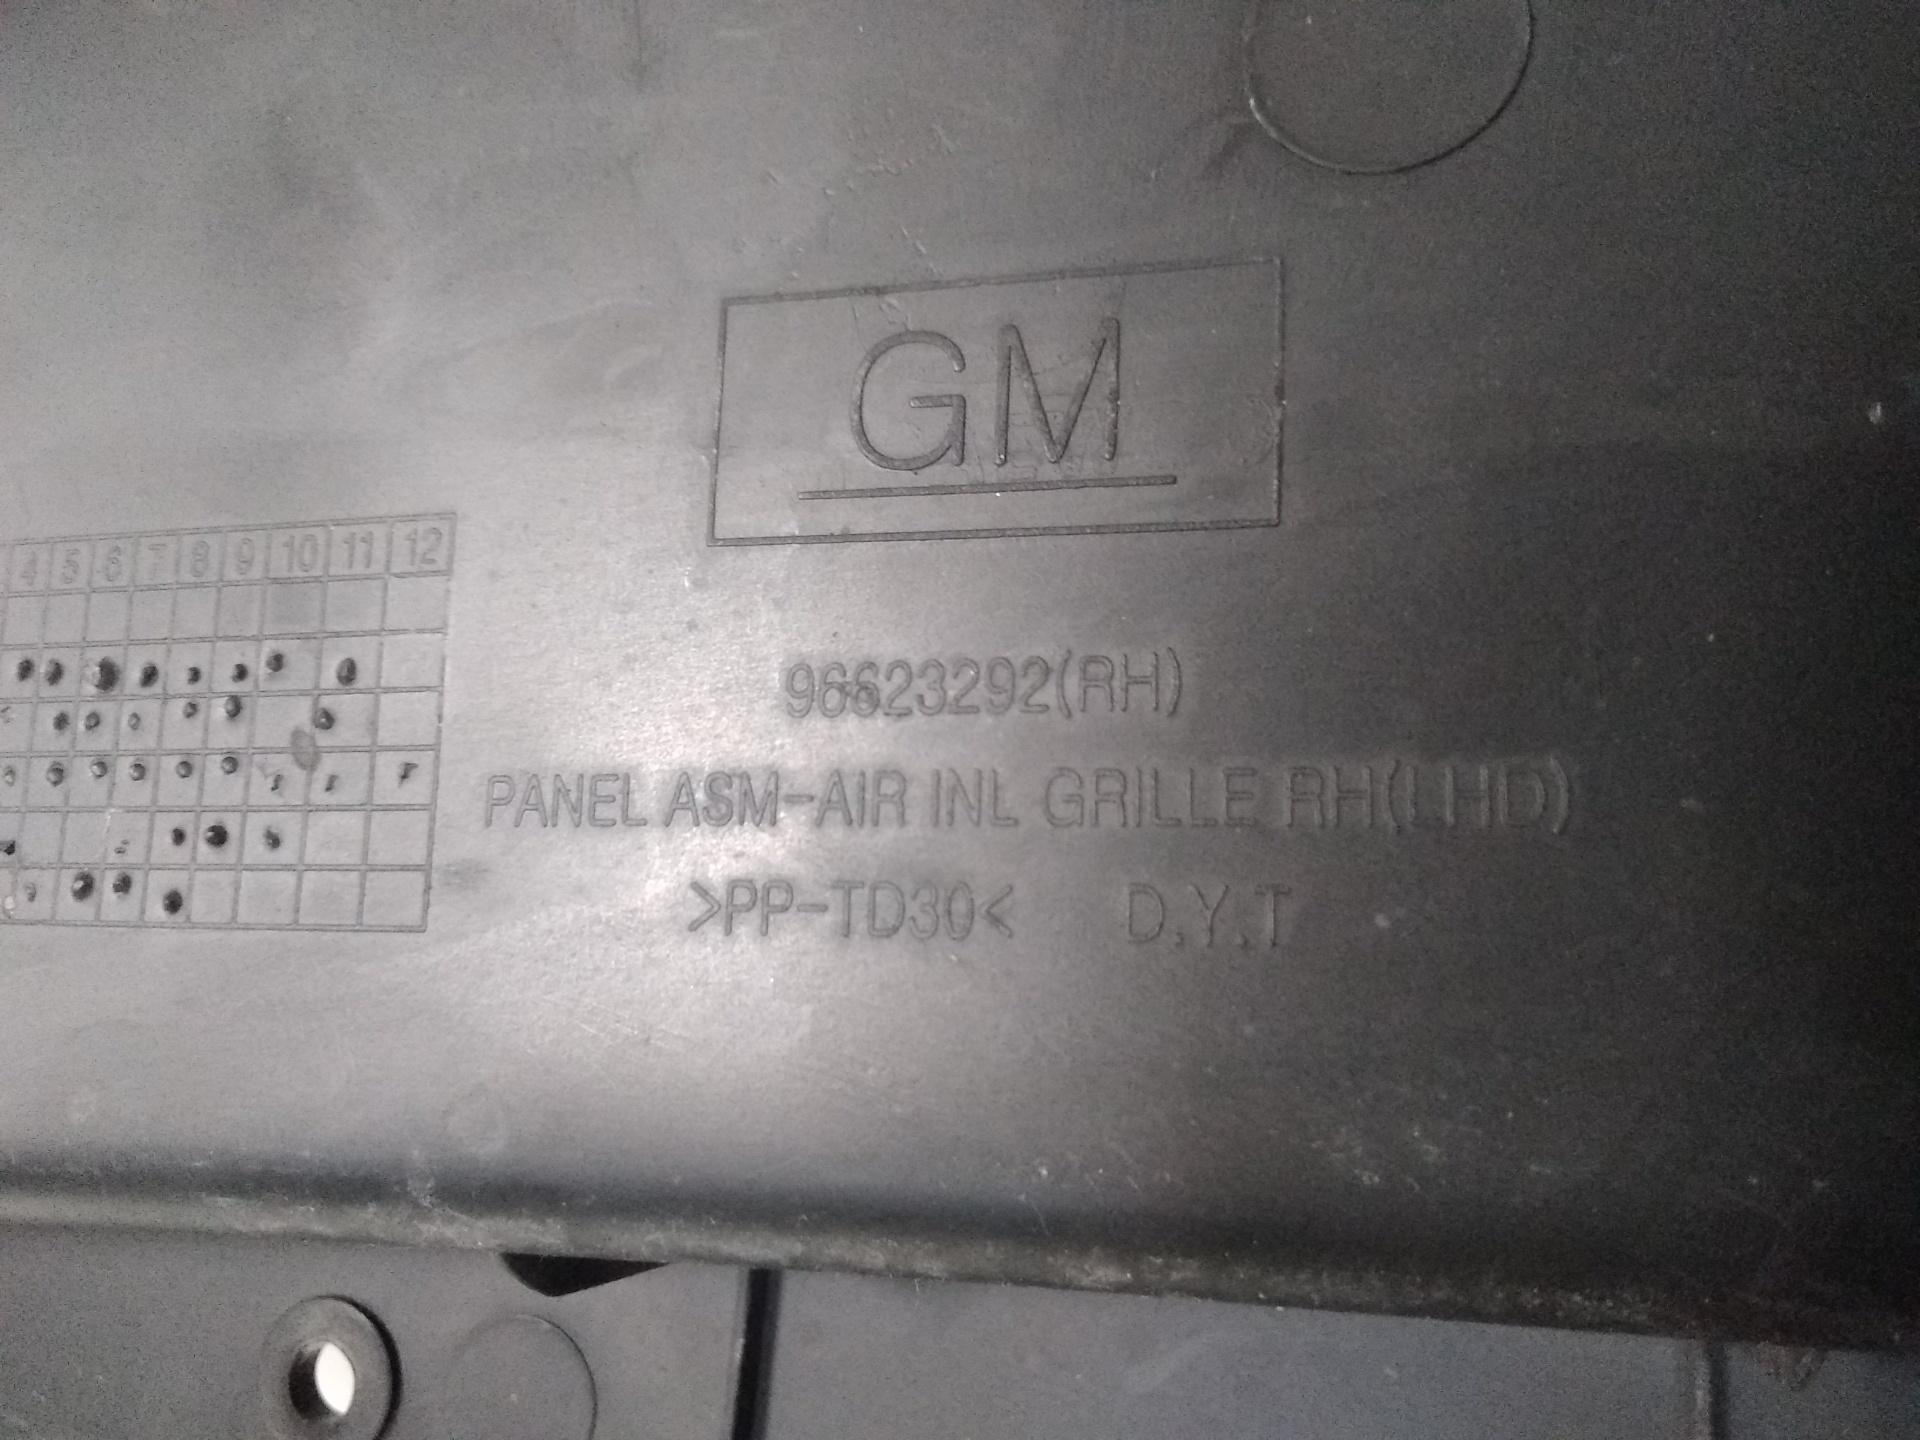 GM
4 5 6 7 8 9 10 11 12
96623292(RH)
PANEL ASM-AIR INL GRILLE RH(LHD)
>PP-TD30< D.Y.T